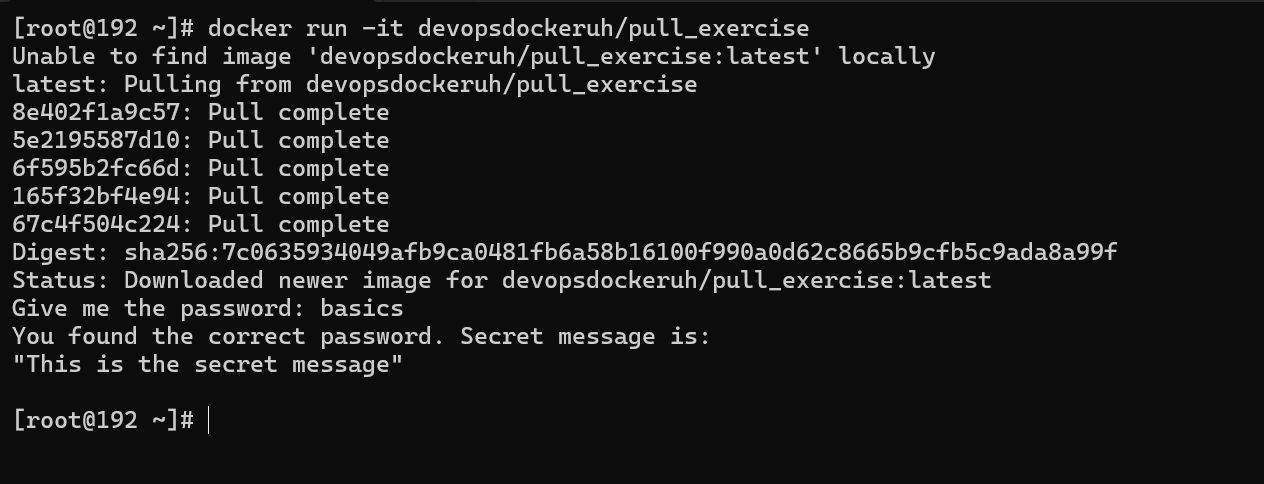 [root@192 ~]# docker run -it devopsdockeruh/pull_exercise
Unable to find image 'devopsdockeruh/pull_exercise:latest' locally
latest: Pulling from devopsdockeruh/pull_exercise
8e402f1a9c57: Pull complete
5e2195587d10: Pull complete
6f595b2fc66d: Pull complete
165f32bf4e94: Pull complete
67c4f504c224: Pull complete
Digest: sha256:7c0635934049afb9ca0481fb6a58b16100f990a0d62c8665b9cfb5c9ada8a99f
Status: Downloaded newer image for devopsdockeruh/pull_exercise:latest
Give me the password: basics
You found the correct password. Secret message is:
"This is the secret message"
[root@192 ~]#